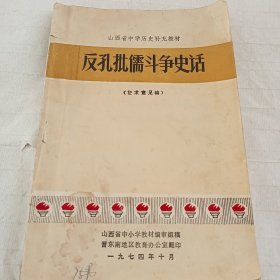 山西省中学历史补充教材
反孔批儒斗争史话
（征求意见稿）
山西省中小学教材编审组编
晋东南地区教育办公室翻印
一九七四年十月